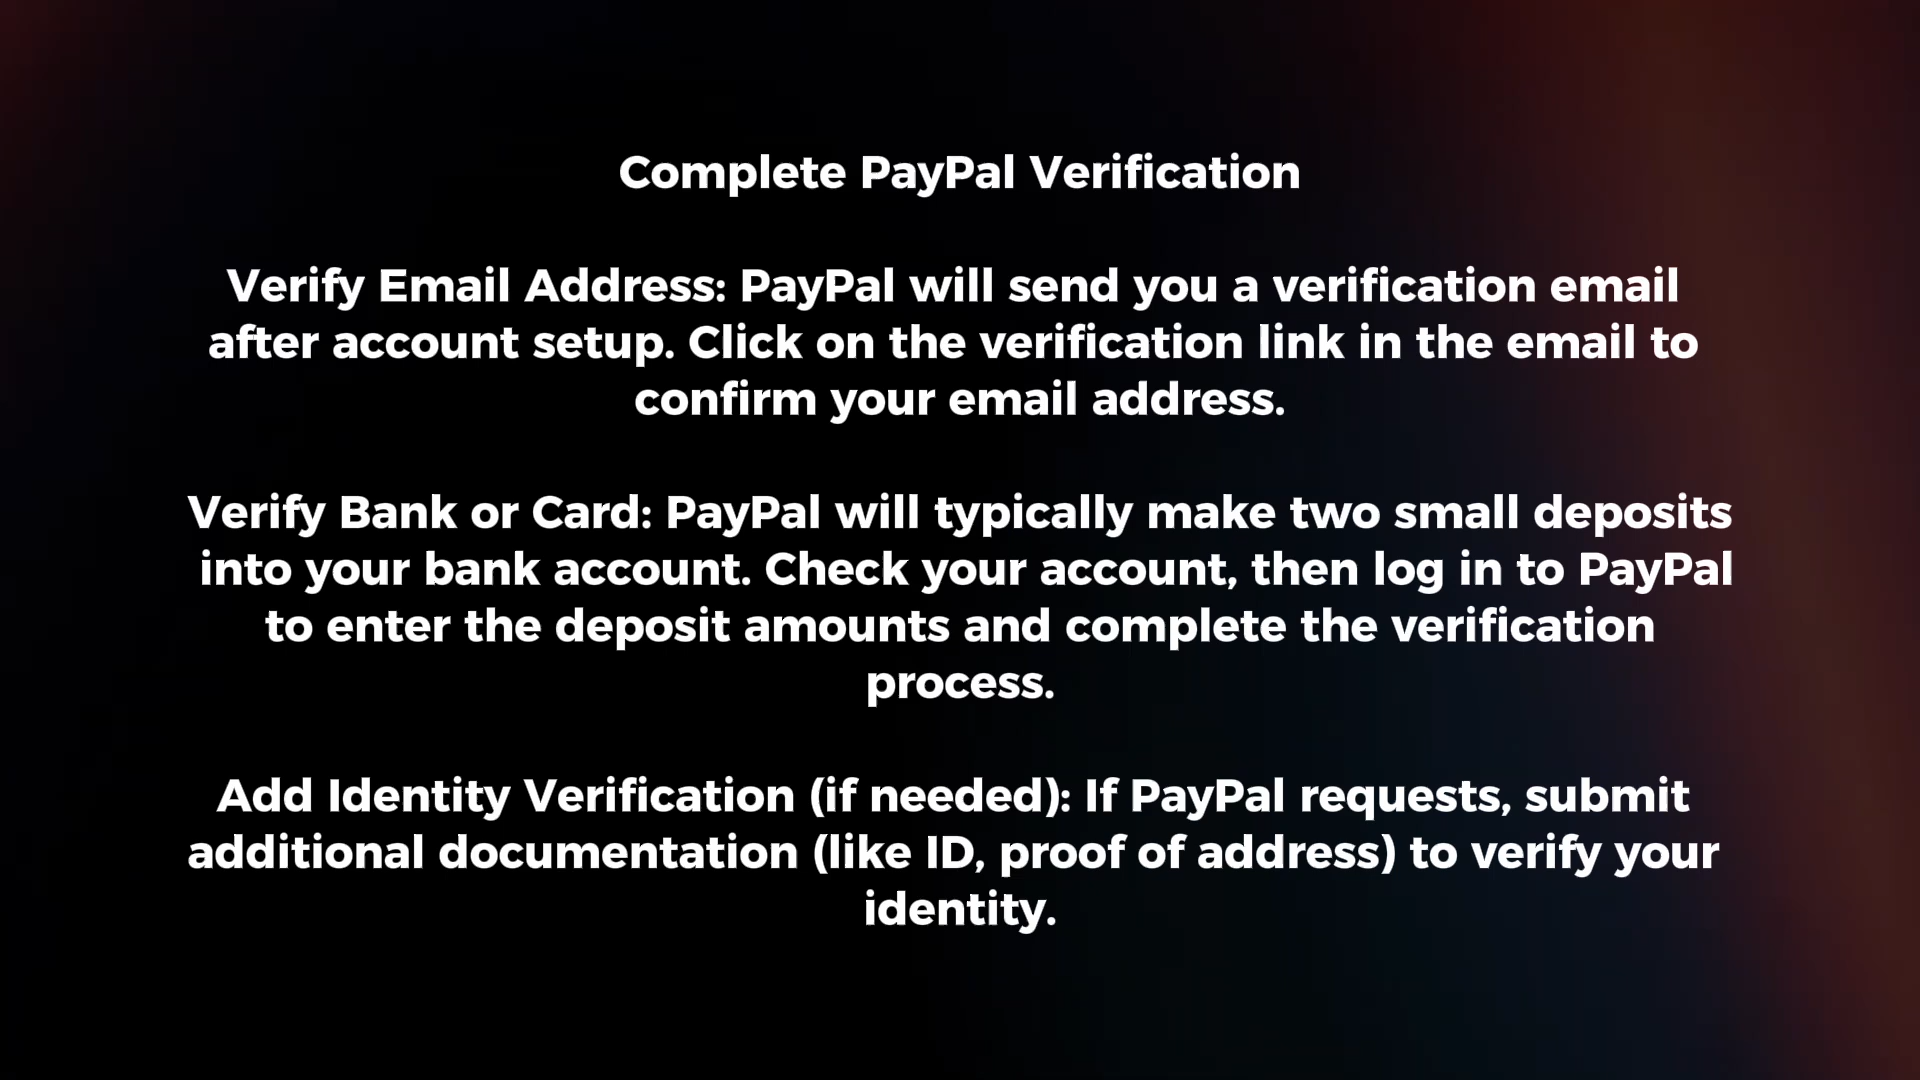 Complete PayPal Verification
Verify Email Address: PayPal will send you a verification email
after account setup. Click on the verification link in the email to
confirm your email address.
Verify Bank or Card: PayPal will typically make two small deposits
into your bank account. Check your account, then log in to PayPal
to enter the deposit amounts and complete the verification
process.
Add Identity Verification (if needed): If PayPal requests, submit
additional documentation (like ID, proof of address) to verify your
identity.